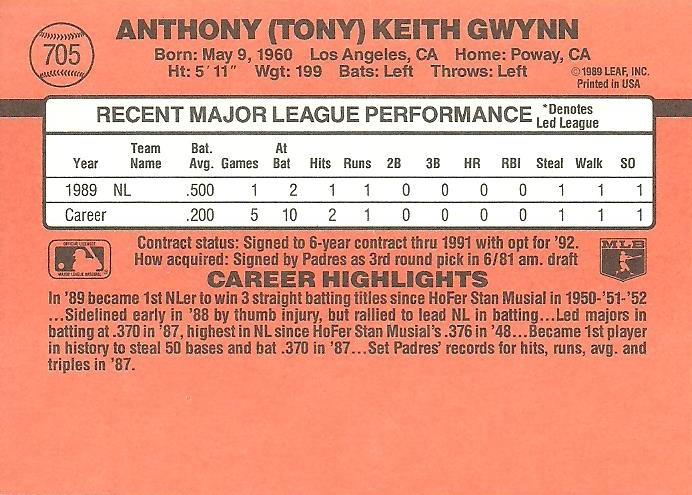 705
ANTHONY (TONY) KEITH GWYNN
Born: May 9, 1960 Los Angeles, CA Home: Poway, CA
Ht: 5' 11" Wgt: 199 Bats: Left Throws: Left
©1989 LEAF, INC.
Printed in USA
RECENT MAJOR LEAGUE PERFORMANCE *Denotes Led League
Year Team Name Bat. Avg. Games At Bat Hits Runs 2B 3B HR RBI Steal Walk SO
1989 NL .500 1 2 1 1 0 0 0 0 1 1 1
Career .200 5 10 2 1 0 0 0 0 1 1 1
OFFICIAL LICENSEE
MAJOR LEAGUE BASEBALL
Contract status: Signed to 6-year contract thru 1991 with opt for '92.
How acquired: Signed by Padres as 3rd round pick in 6/81 am. draft
MLB
CAREER HIGHLIGHTS
In '89 became 1st NLer to win 3 straight batting titles since HoFer Stan Musial in 1950-'51-'52
...Sidelined early in '88 by thumb injury, but rallied to lead NL in batting...Led majors in
batting at .370 in '87, highest in NL since HoFer Stan Musial's .376 in '48...Became 1st player
in history to steal 50 bases and bat .370 in '87...Set Padres' records for hits, runs, avg. and
triples in '87.